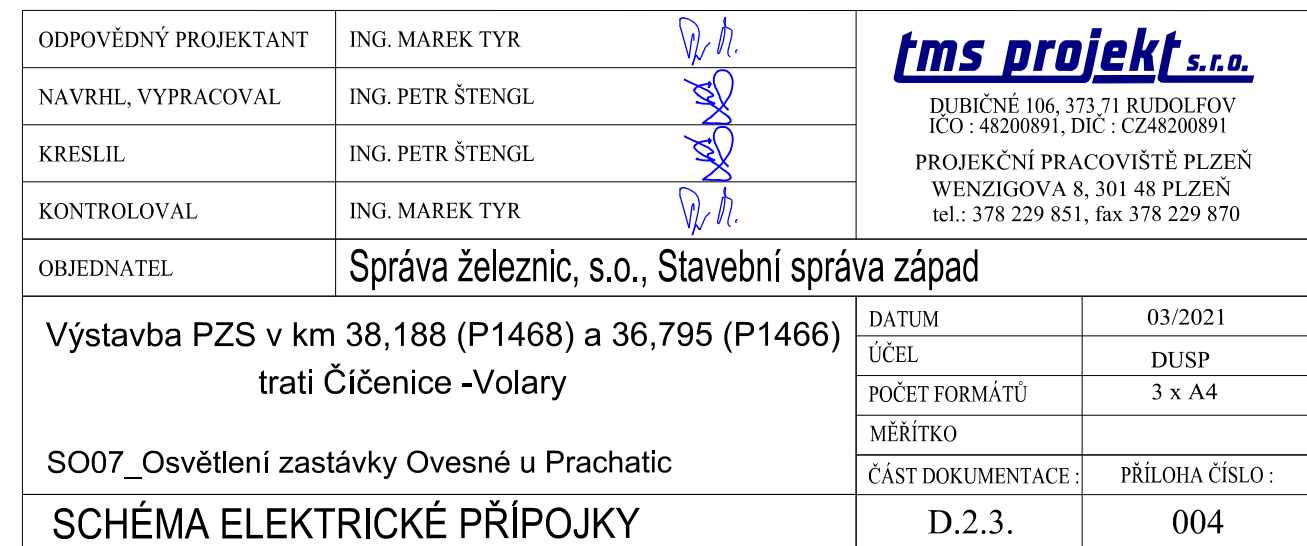 ODPOVĚDNÝ PROJEKTANT ING. MAREK TYR
NAVRHL, VYPRACOVAL ING. PETR ŠTENGL
KRESLIL ING. PETR ŠTENGL
KONTROLOVAL ING. MAREK TYR
tms projekt s.r.o.
DUBIČNÉ 106, 373 71 RUDOLFOV
IČO : 48200891, DIČ : CZ48200891
PROJEKČNÍ PRACOVIŠTĚ PLZEŇ
WENZIGOVA 8, 301 48 PLZEŇ
tel.: 378 229 851, fax 378 229 870
OBJEDNATEL Správa železnic, s.o., Stavební správa západ
Výstavba PZS v km 38,188 (P1468) a 36,795 (P1466)
trati Číčenice -Volary
SO07_Osvětlení zastávky Ovesné u Prachatic
DATUM 03/2021
ÚČEL DUSP
POČET FORMÁTŮ 3 x A4
MĚŘÍTKO
ČÁST DOKUMENTACE : PŘÍLOHA ČÍSLO :
SCHÉMA ELEKTRICKÉ PŘÍPOJKY D.2.3. 004